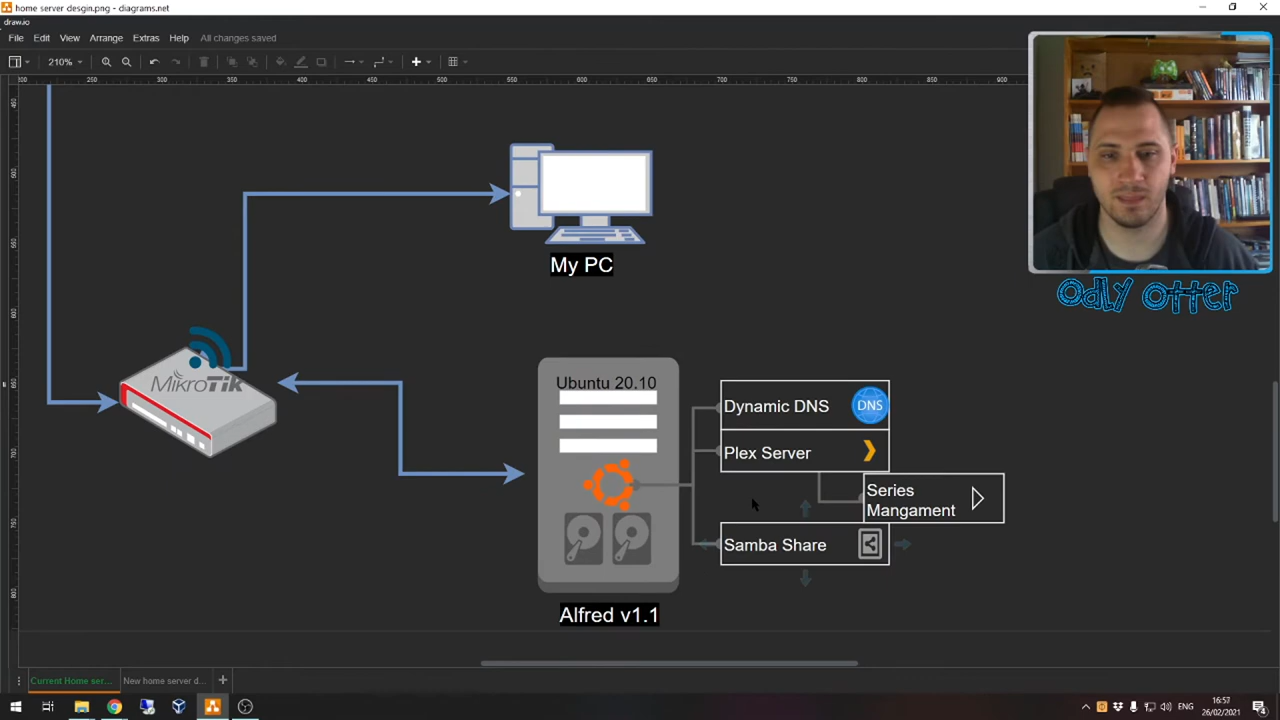 home server desgin.png - diagrams.net
draw.io
File Edit View Arrange Extras Help All changes saved
210%
My PC
MikroTik
Ubuntu 20.10
Dynamic DNS DNS
Plex Server
Series
Mangament
Samba Share
Alfred v1.1
Odly Otter
Current Home ser... New home server d...
ENG
16:57
26/02/2021